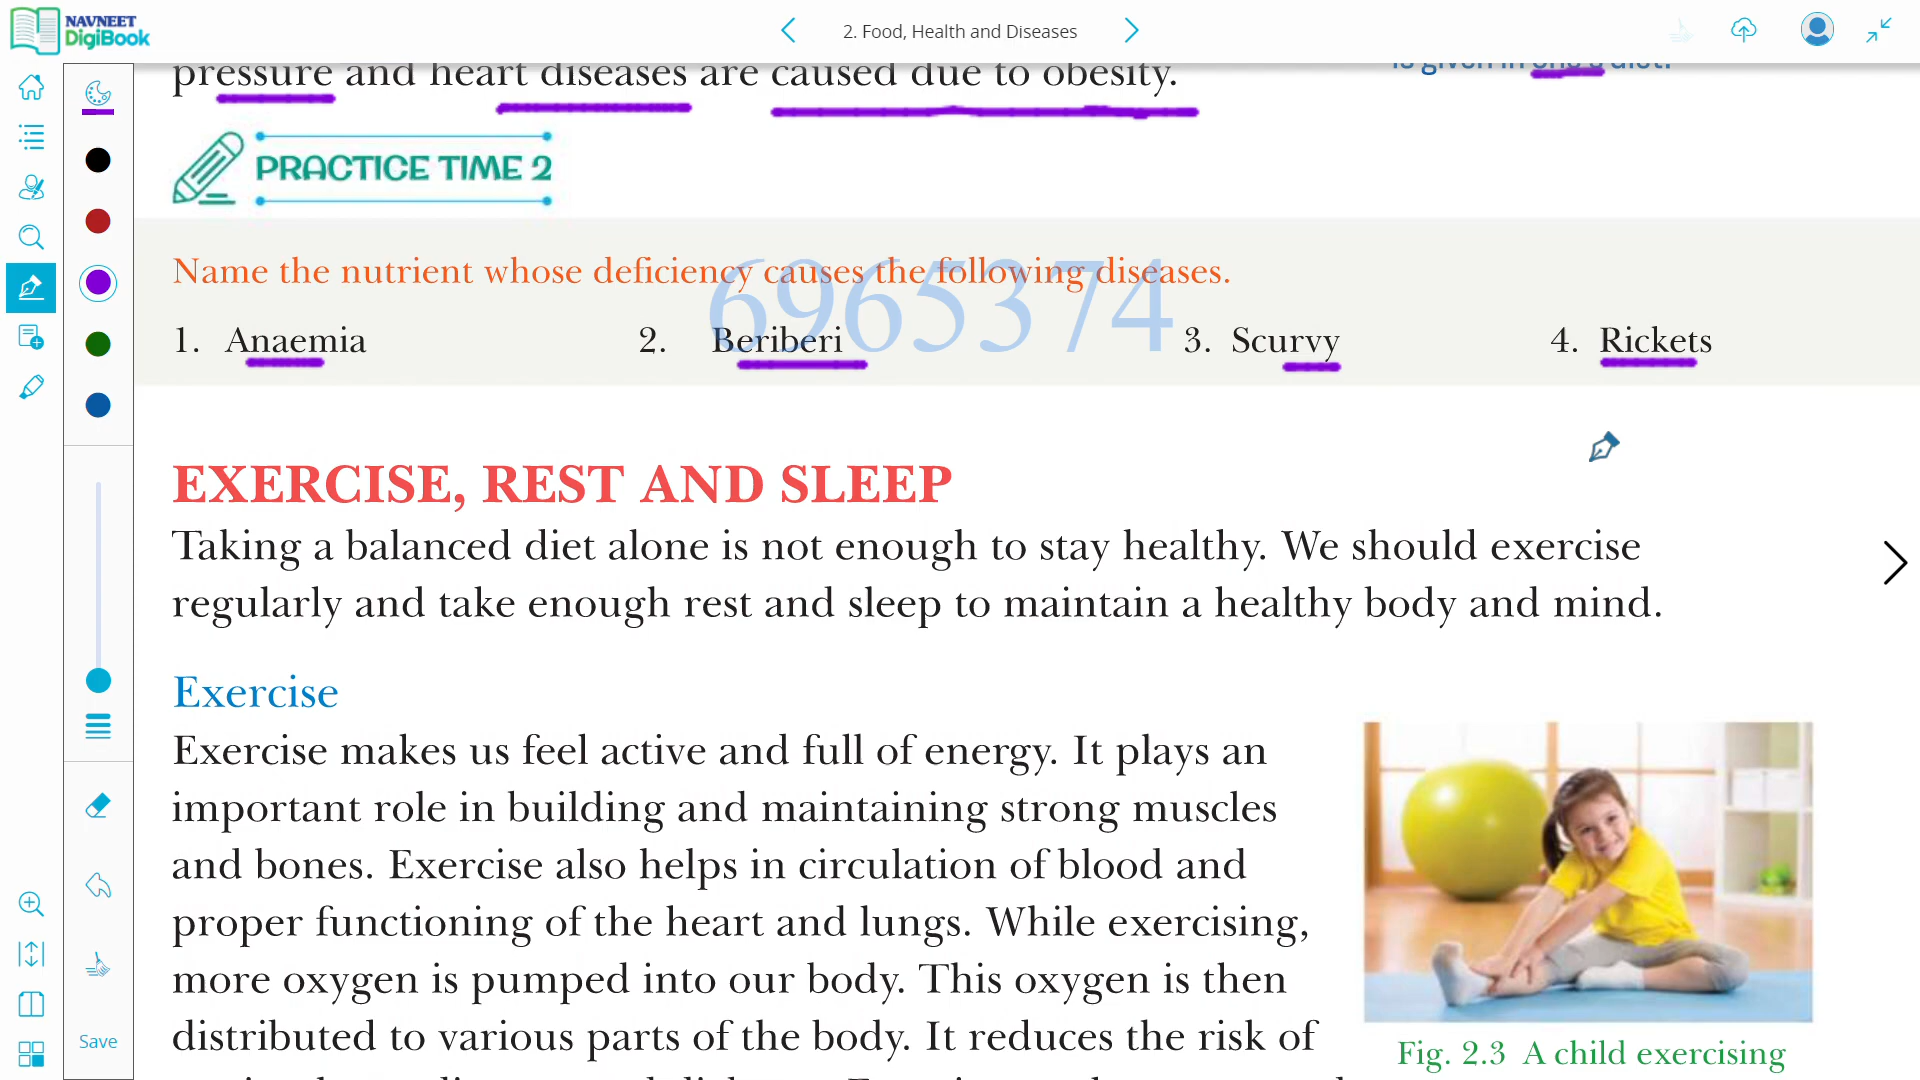 NAVNEET
DigiBook
2. Food, Health and Diseases
pressure and heart diseases are caused due to obesity.
is given in one's diet.
PRACTICE TIME 2
Name the nutrient whose deficiency causes the following diseases.
6965374
1. Anaemia 2. Beriberi 3. Scurvy 4. Rickets
EXERCISE, REST AND SLEEP
Taking a balanced diet alone is not enough to stay healthy. We should exercise
regularly and take enough rest and sleep to maintain a healthy body and mind.
Exercise
Exercise makes us feel active and full of energy. It plays an
important role in building and maintaining strong muscles
and bones. Exercise also helps in circulation of blood and
proper functioning of the heart and lungs. While exercising,
more oxygen is pumped into our body. This oxygen is then
distributed to various parts of the body. It reduces the risk of
Fig. 2.3 A child exercising
Save